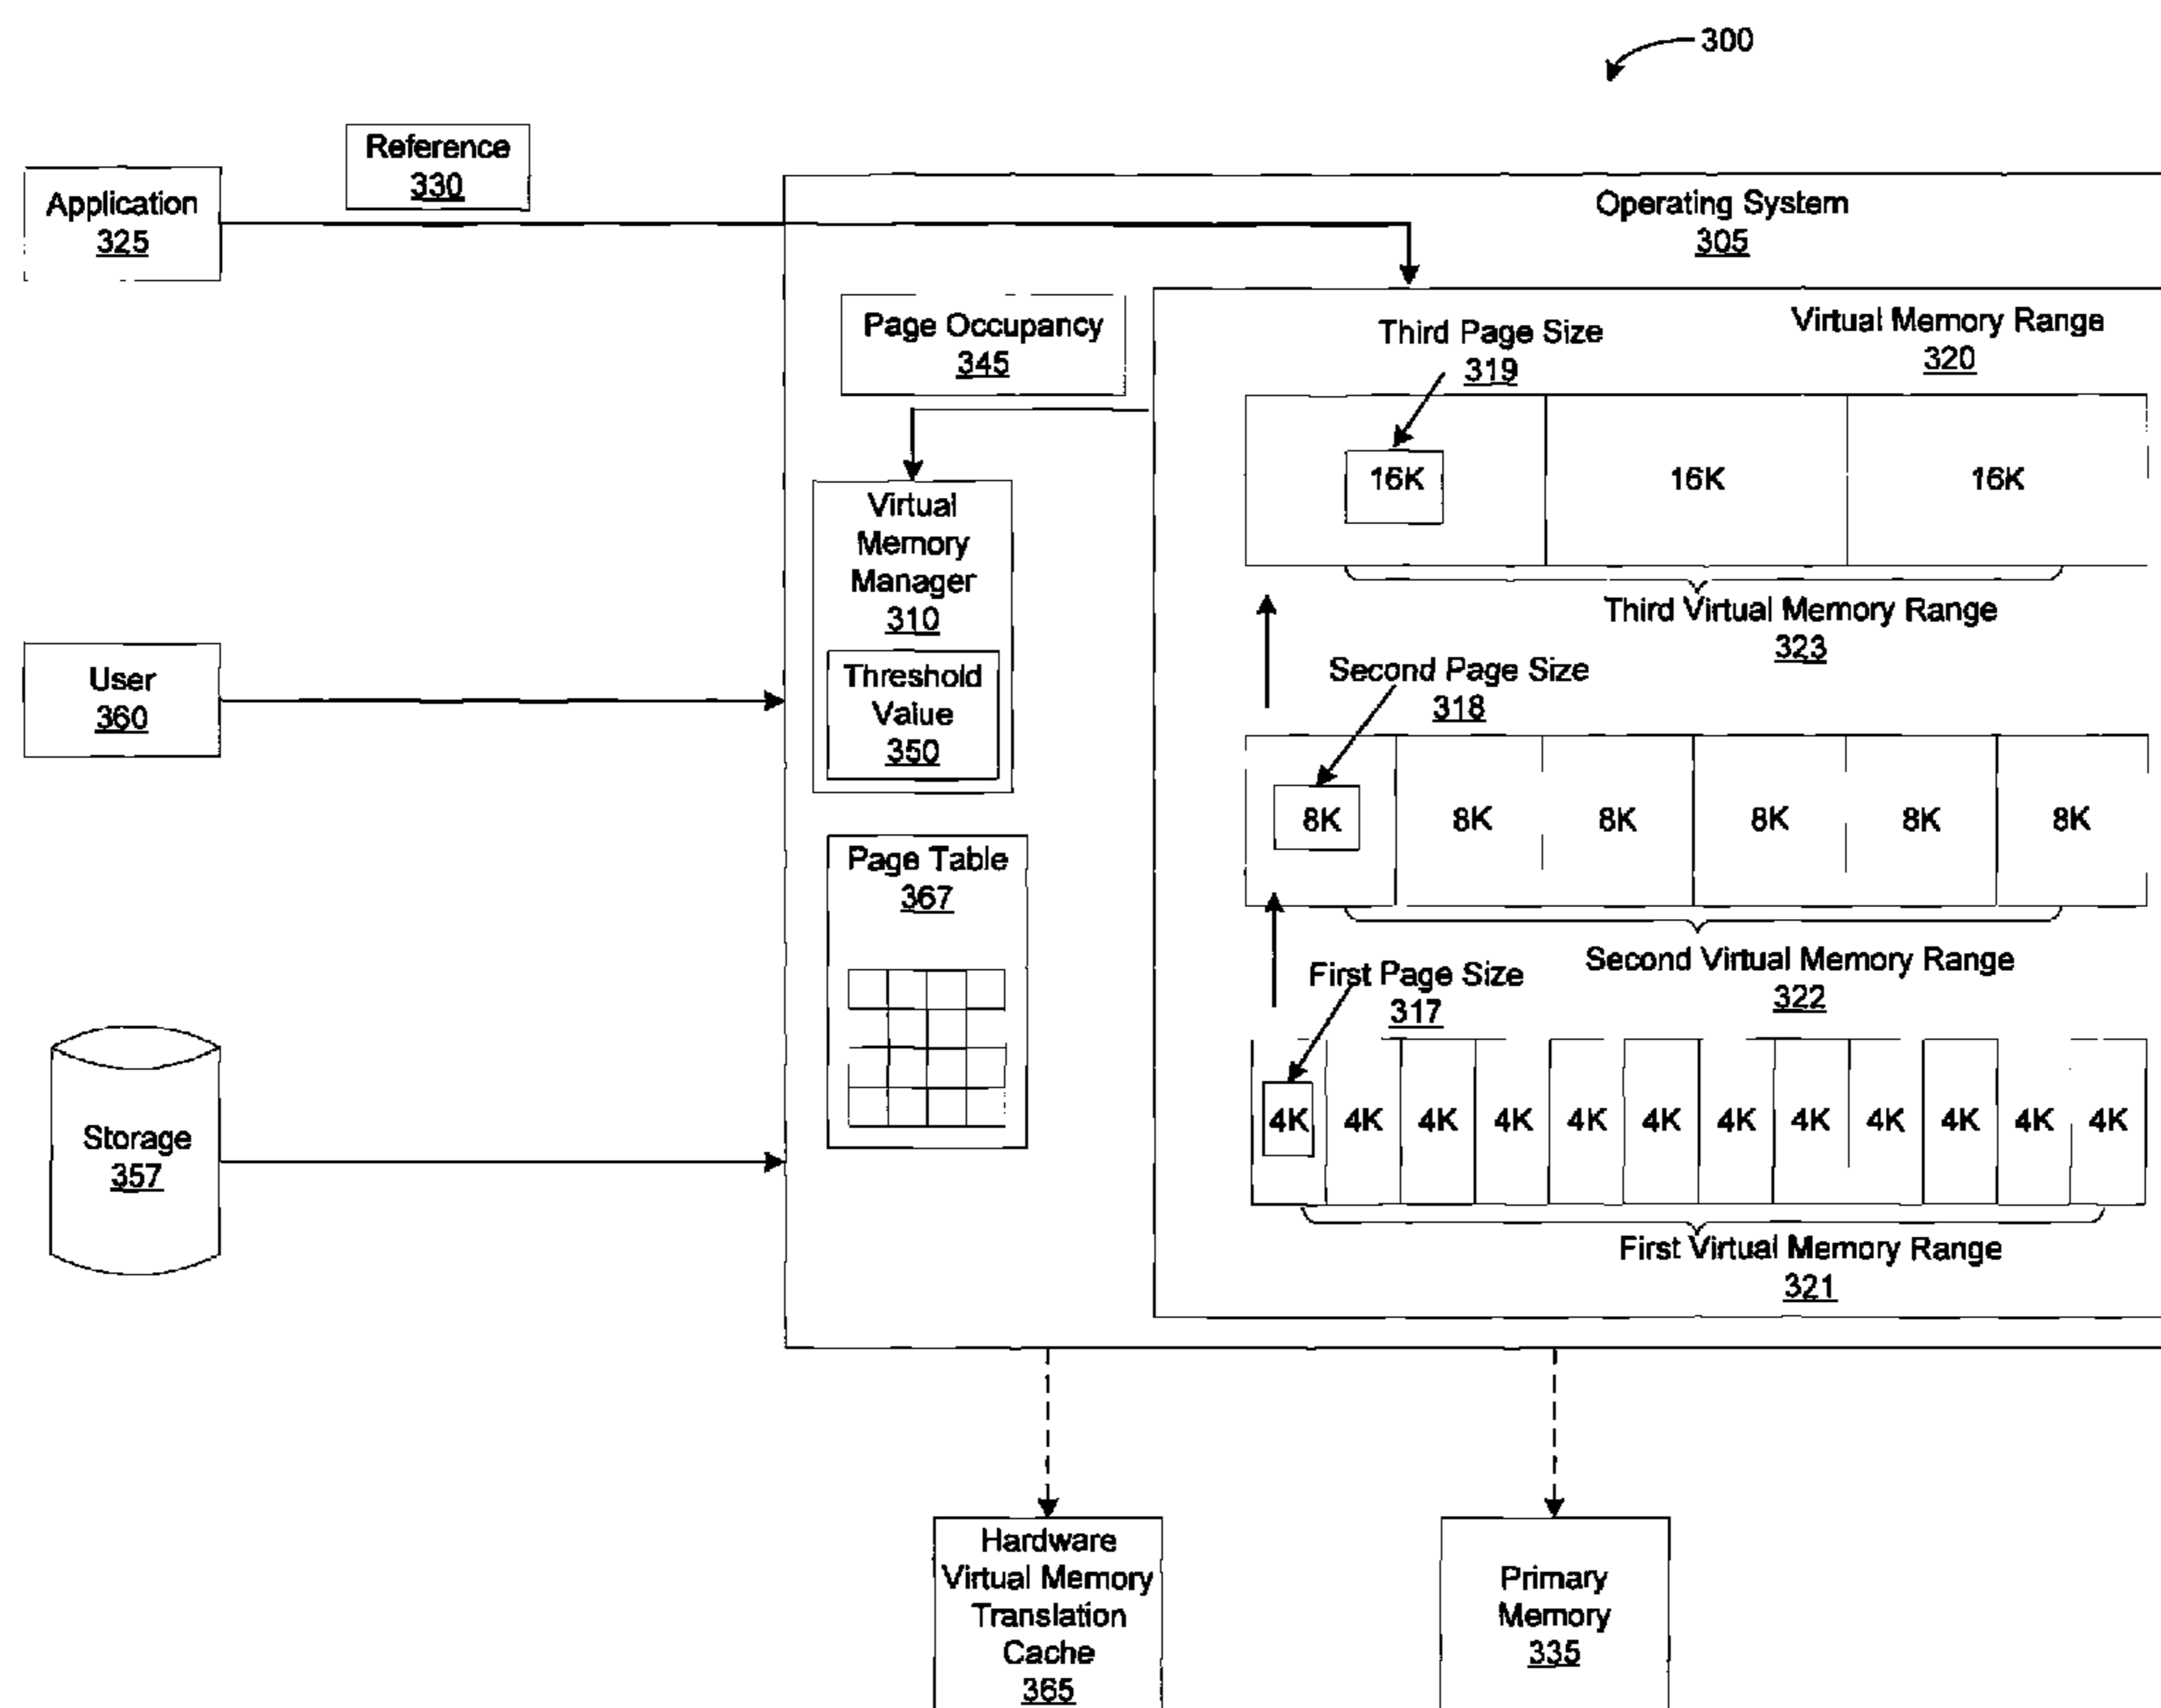 300
Reference
330
Application
325
Operating System
305
Page Occupancy
345
Third Page Size
319
Virtual Memory Range
320
16K 16K 16K
Virtual
Memory
Manager
310
Third Virtual Memory Range
323
Threshold
Value
350
User
360
Second Page Size
318
8K 8K 8K 8K 8K 8K
Page Table
367
Second Virtual Memory Range
322
First Page Size
317
4K 4K 4K 4K 4K 4K 4K 4K 4K 4K 4K 4K
Storage
357
First Virtual Memory Range
321
Hardware
Virtual Memory
Translation
Cache
365
Primary
Memory
335